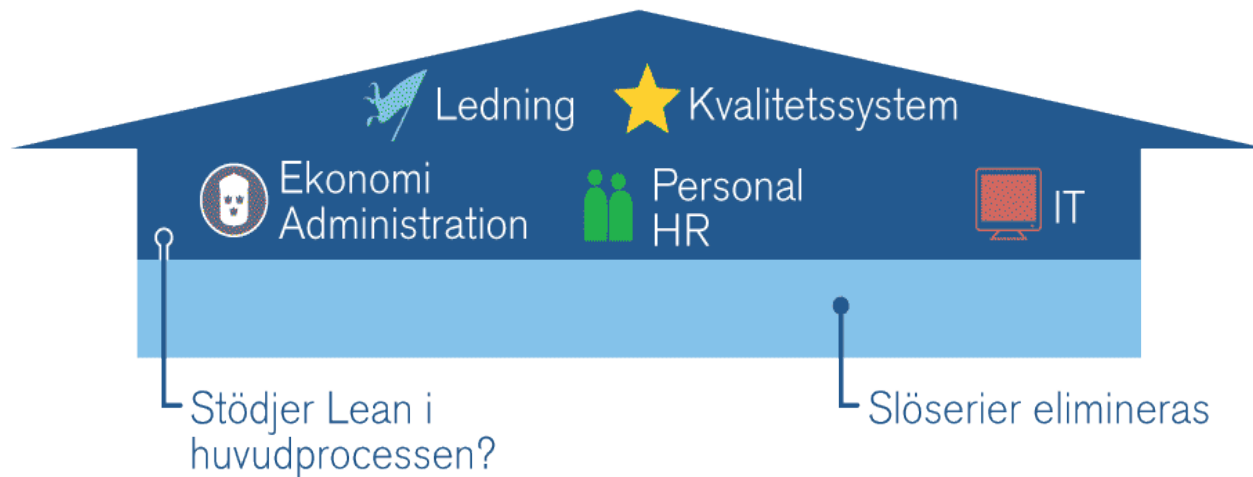 Ledning
Kvalitetssystem
Ekonomi
Administration
Personal
HR
IT
Stödjer Lean i
huvudprocessen?
Slöserier elimineras